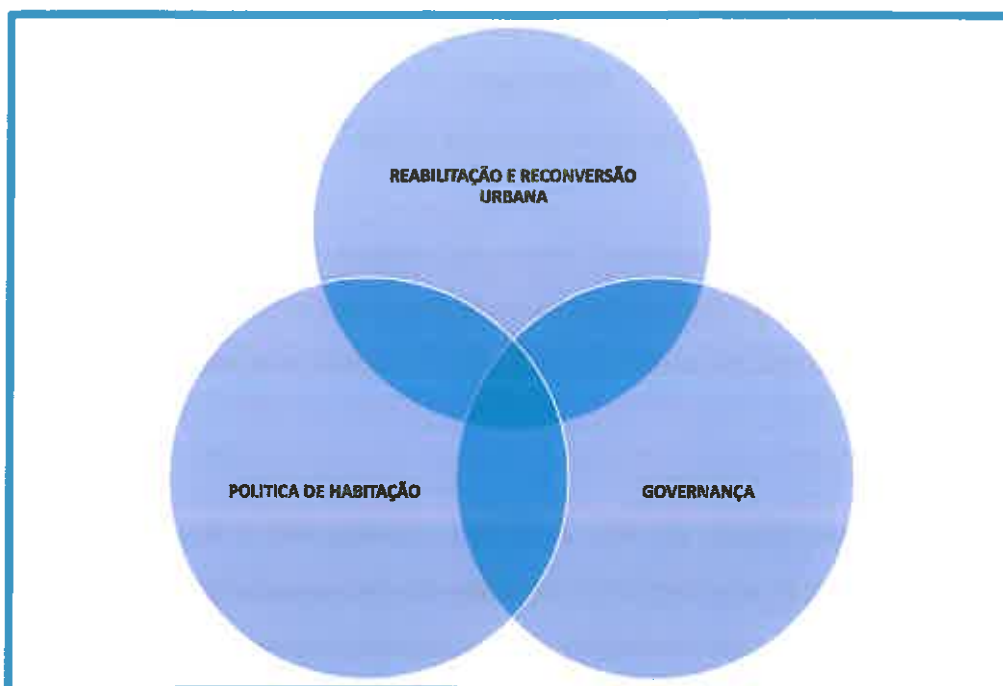 REABILITAÇÃO E RECONVERSÃO
URBANA
POLITICA DE HABITAÇÃO
GOVERNANÇA